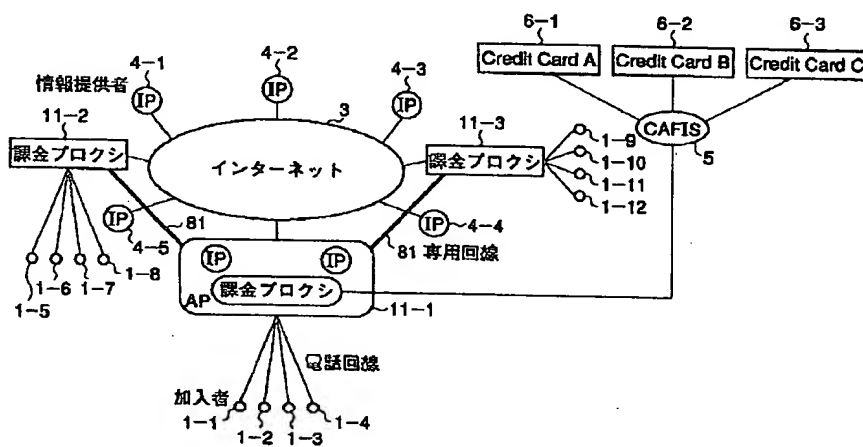 6-1
6-2
6-3
Credit Card A
Credit Card B
Credit Card C
4-1
4-2
4-3
情報提供者
IP
IP
IP
3
11-2
11-3
CAFIS
5
課金プロクシ
インターネット
課金プロクシ
1-9
1-10
1-11
1-12
81
IP
4-5
IP
4-4
81 専用回線
1-5
1-6
1-7
1-8
IP
IP
AP
課金プロクシ
11-1
電話回線
加入者
1-1
1-2
1-3
1-4